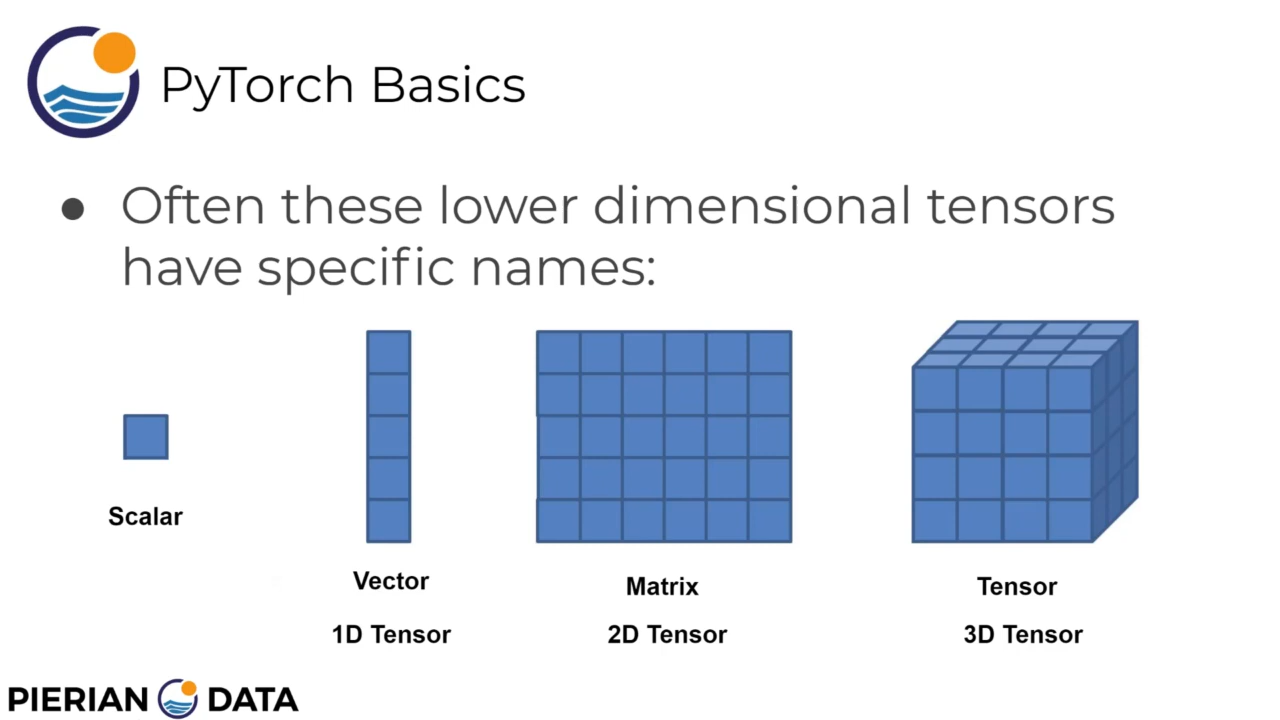 PyTorch Basics
● Often these lower dimensional tensors
have specific names:
Scalar
Vector
1D Tensor
Matrix
2D Tensor
Tensor
3D Tensor
PIERIAN DATA